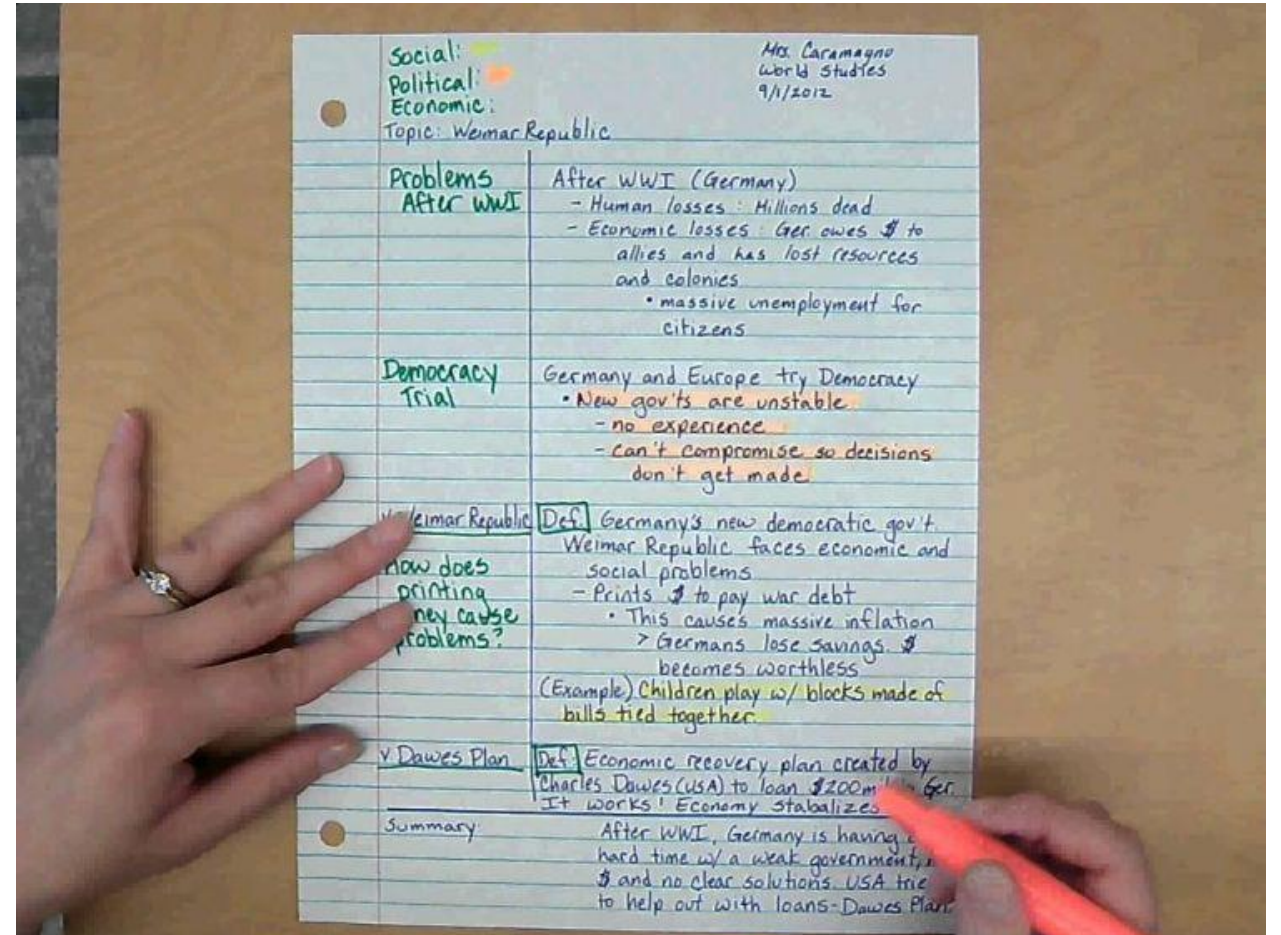 Social:
Political:
Economic:
Mrs. Caramagno
World Studies
9/1/2012
Topic: Weimar Republic
Problems
After WWI
After WWI (Germany)
- Human losses: Millions dead
- Economic losses: Ger. owes $ to
allies and has lost resources
and colonies
• massive unemployment for
citizens
Democracy
Trial
Germany and Europe try Democracy
• New gov'ts are unstable
- no experience
- can't compromise so decisions
don't get made
Republic
Def. Germany's new democratic gov't.
Weimar Republic faces economic and
social problems
- Prints $ to pay war debt
• This causes massive inflation
> Germans lose savings. $
becomes worthless
(Example) Children play w/ blocks made of
bills tied together
How does
printing
cause
problems?
v Dawes Plan
Def. Economic recovery plan created by
Charles Dawes (USA) to loan $200 Ger.
It works! Economy stabalizes
Summary
After WWI, Germany is having
hard time w/ a weak government,
$ and no clear solutions. USA
to help out with loans-Dawes Plan